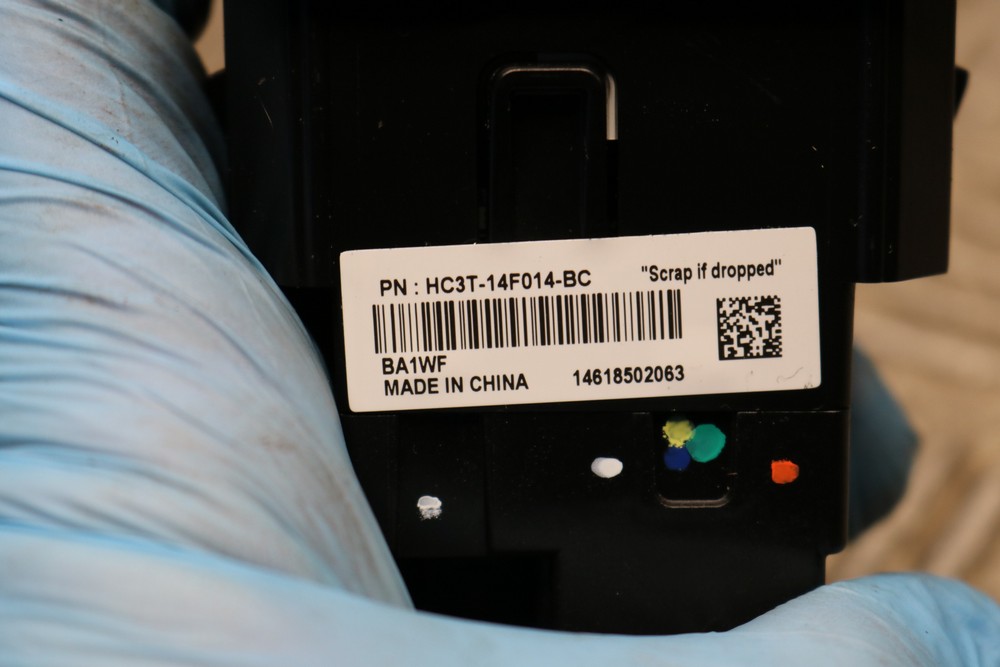 PN : HC3T-14F014-BC
"Scrap if dropped"
BA1WF
MADE IN CHINA
14618502063